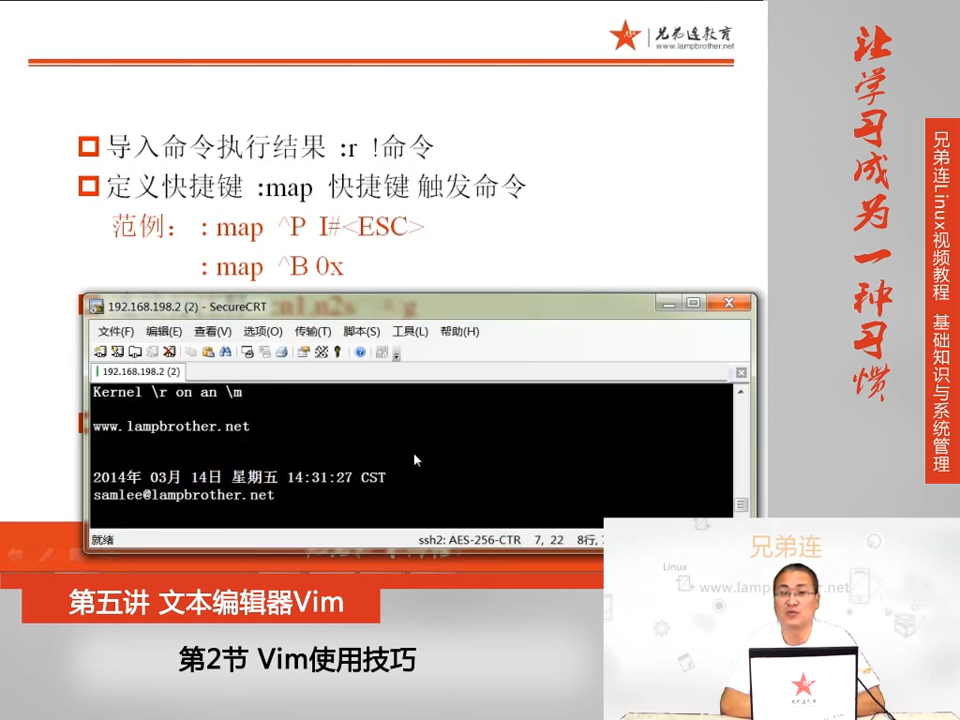 兄弟连教育
www.lampbrother.net
导入命令执行结果 :r !命令
定义快捷键 :map 快捷键 触发命令
范例： : map ^P I#<ESC>
: map ^B 0x
192.168.198.2 (2) - SecureCRT
文件(F) 编辑(E) 查看(V) 选项(O) 传输(T) 脚本(S) 工具(L) 帮助(H)
192.168.198.2 (2)
Kernel \r on an \m
www.lampbrother.net
2014年 03月 14日 星期五 14:31:27 CST
samlee@lampbrother.net
就绪
ssh2: AES-256-CTR 7, 22 8行,
第五讲 文本编辑器Vim
第2节 Vim使用技巧
让学习成为一种习惯
兄弟连Linux视频教程 基础知识与系统管理
兄弟连
Linux
www.lampbrother.net